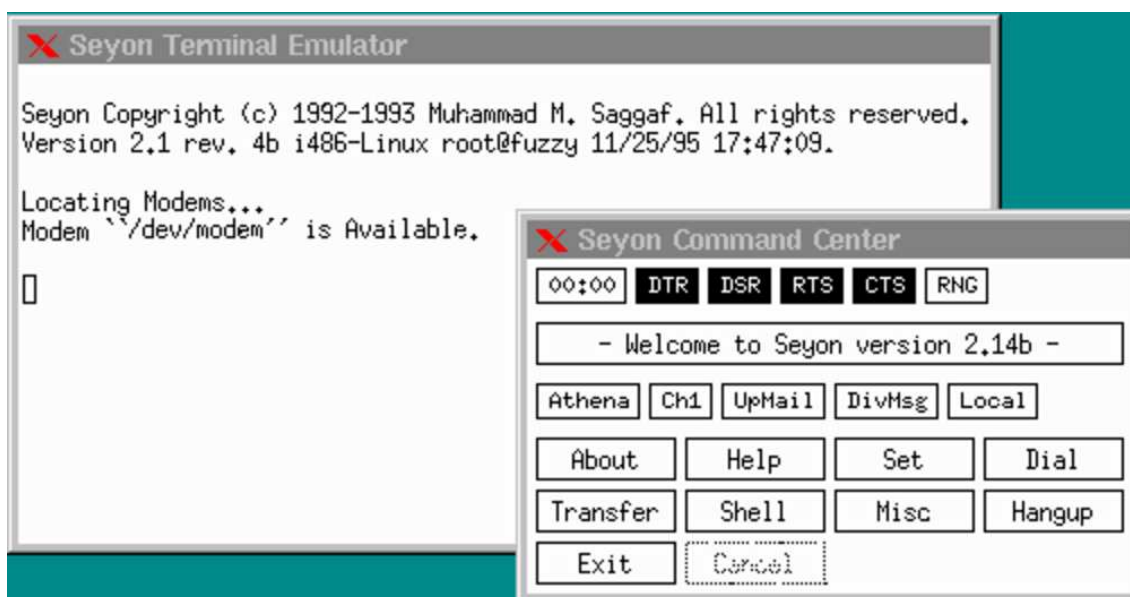 Seyon Terminal Emulator
Seyon Copyright (c) 1992-1993 Muhammad M. Saggaf. All rights reserved.
Version 2.1 rev. 4b i486-Linux root@fuzzy 11/25/95 17:47:09.
Locating Modems...
Modem ``/dev/modem'' is Available.
Seyon Command Center
00:00 DTR DSR RTS CTS RNG
- Welcome to Seyon version 2.14b -
Athena Ch1 UpMail DivMsg Local
About Help Set Dial
Transfer Shell Misc Hangup
Exit Cancel